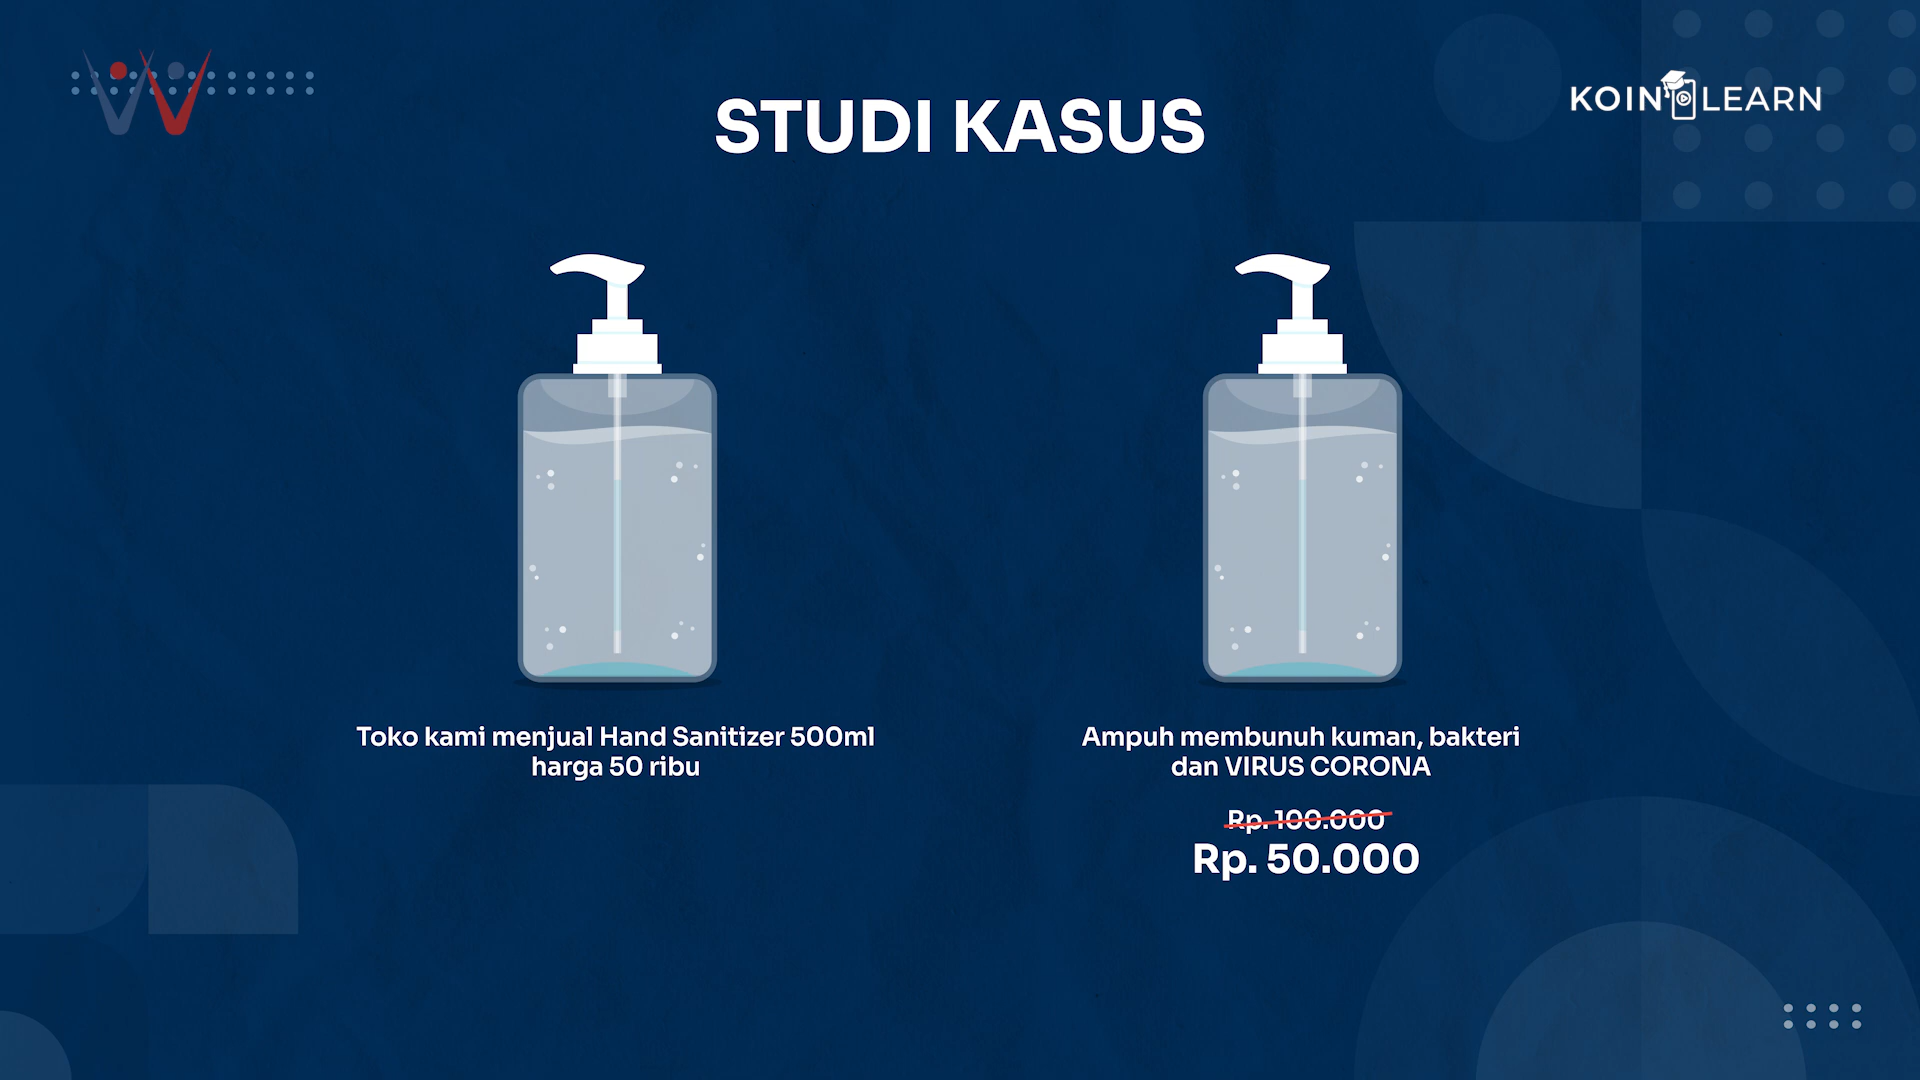 STUDI KASUS
KOIN LEARN
Toko kami menjual Hand Sanitizer 500ml
harga 50 ribu
Ampuh membunuh kuman, bakteri
dan VIRUS CORONA
Rp. 100.000
Rp. 50.000